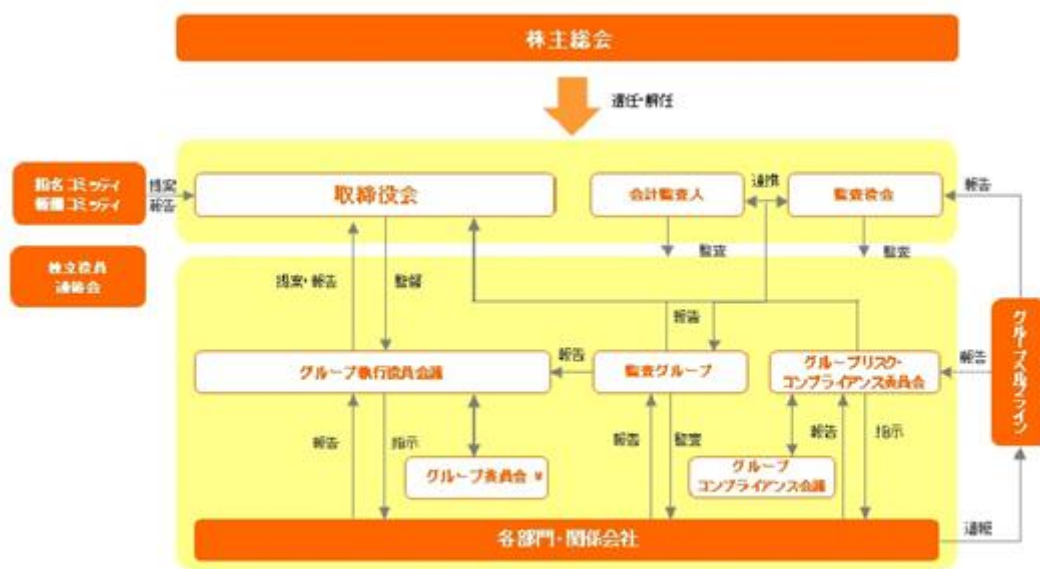 株主総会
選任・解任
指名コミッティ
報酬コミッティ
提案
報告
取締役会
会計監査人
連携
監査役会
報告
監査
監査
独立役員
連絡会
提案・報告
監督
報告
グループヘルプライン
グループ執行役員会議
報告
監査グループ
グループリスク・
コンプライアンス委員会
報告
報告
指示
報告
監査
報告
指示
グループ委員会 ※
グループ
コンプライアンス会議
各部門・関係会社
通報